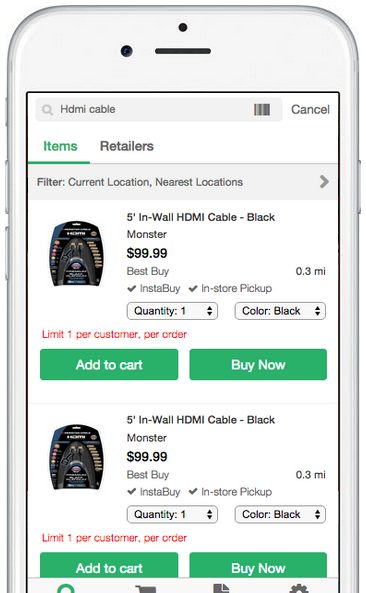 Hdmi cable
Cancel
Items
Retailers
Filter: Current Location, Nearest Locations
5' In-Wall HDMI Cable - Black
Monster
$99.99
Best Buy 0.3 mi
InstaBuy In-store Pickup
Quantity: 1 Color: Black
Limit 1 per customer, per order
Add to cart Buy Now
5' In-Wall HDMI Cable - Black
Monster
$99.99
Best Buy 0.3 mi
InstaBuy In-store Pickup
Quantity: 1 Color: Black
Limit 1 per customer, per order
Add to cart Buy Now